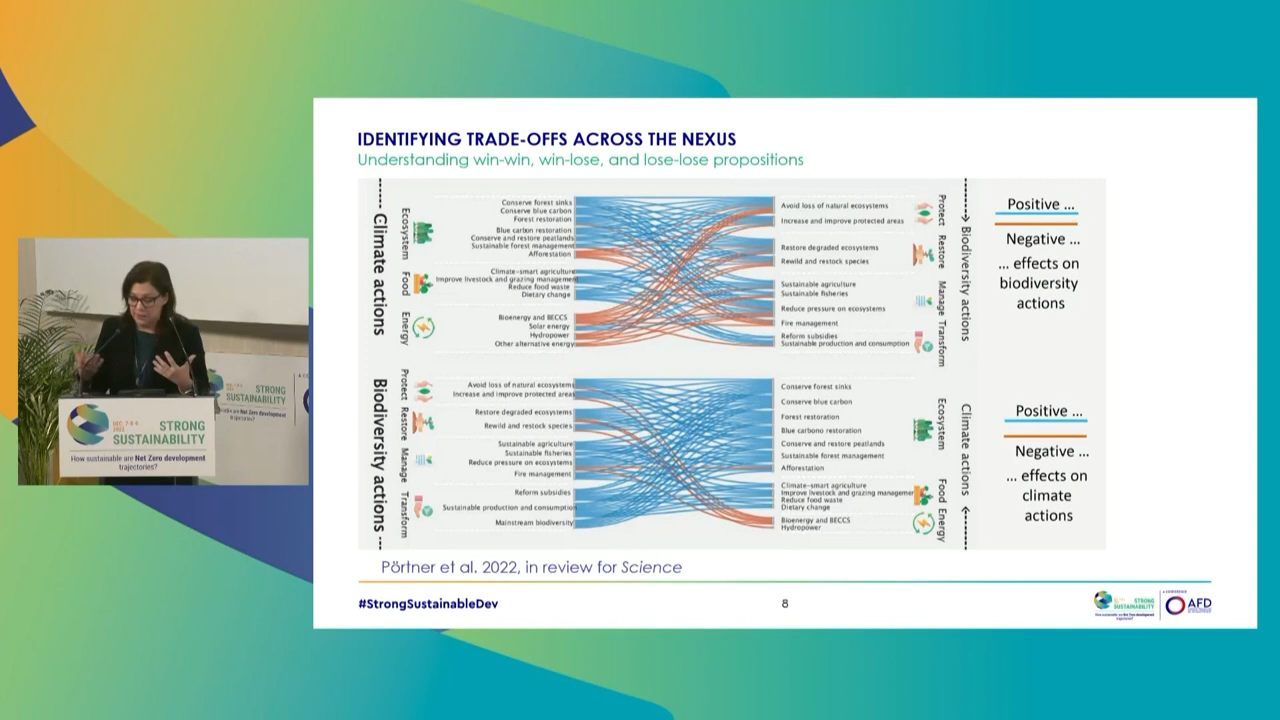 IDENTIFYING TRADE-OFFS ACROSS THE NEXUS
Understanding win-win, win-lose, and lose-lose propositions
Climate actions
Ecosystem
Conserve forest sinks
Conserve blue carbon
Forest restoration
Blue carbon restoration
Conserve and restore peatlands
Sustainable forest management
Afforestation
Food
Climate-smart agriculture
Improve livestock and grazing management
Reduce food waste
Dietary change
Energy
Bioenergy and BECCS
Solar energy
Hydropower
Other alternative energy
Avoid loss of natural ecosystems
Increase and improve protected areas
Restore degraded ecosystems
Rewild and restock species
Sustainable agriculture
Sustainable fisheries
Reduce pressure on ecosystems
Fire management
Reform subsidies
Sustainable production and consumption
Protect Restore Manage Transform
Biodiversity actions
Positive ...
Negative ...
... effects on
biodiversity
actions
Biodiversity actions
Protect Restore Manage Transform
Avoid loss of natural ecosystems
Increase and improve protected areas
Restore degraded ecosystems
Rewild and restock species
Sustainable agriculture
Sustainable fisheries
Reduce pressure on ecosystems
Fire management
Reform subsidies
Sustainable production and consumption
Mainstream biodiversity
Conserve forest sinks
Conserve blue carbon
Forest restoration
Blue carbono restoration
Conserve and restore peatlands
Sustainable forest management
Afforestation
Climate-smart agriculture
Improve livestock and grazing managemer
Reduce food waste
Dietary change
Bioenergy and BECCS
Hydropower
Ecosystem Food Energy
Climate actions
Positive ...
Negative ...
... effects on
climate
actions
Pörtner et al. 2022, in review for Science
#StrongSustainableDev
8
STRONG
SUSTAINABILITY
AFD
DEC. 7-8-9
2022
STRONG
SUSTAINABILITY
How sustainable are Net Zero development
trajectories?
STRONG
SUSTAINABILITY